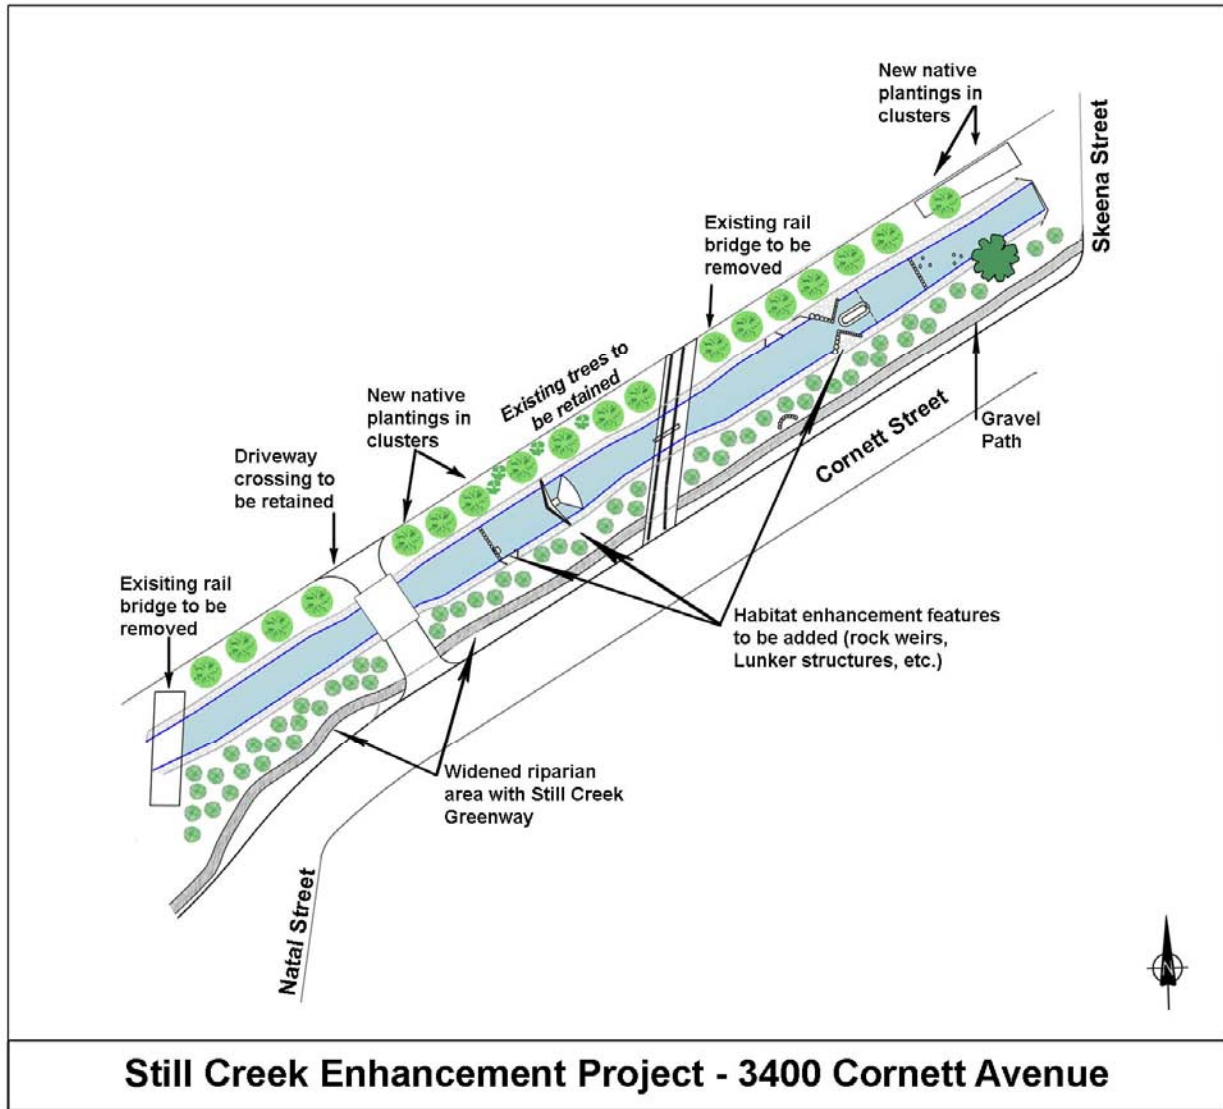 New native
plantings in
clusters
Skeena Street
Existing rail
bridge to be
removed
Existing trees to
be retained
New native
plantings in
clusters
Driveway
crossing to
be retained
Cornett Street
Gravel
Path
Exisiting rail
bridge to be
removed
Habitat enhancement features
to be added (rock weirs,
Lunker structures, etc.)
Widened riparian
area with Still Creek
Greenway
Natal Street
N
Still Creek Enhancement Project - 3400 Cornett Avenue